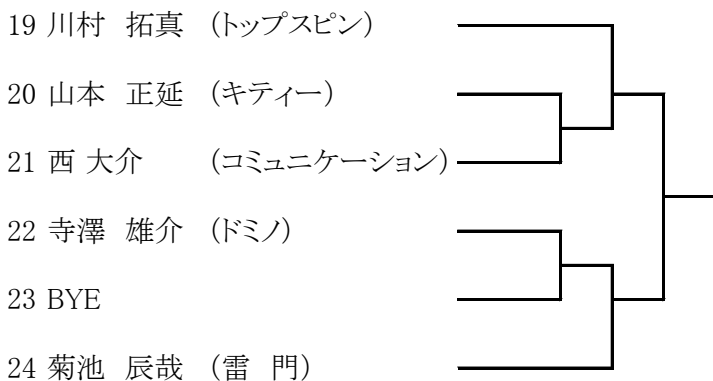 19 川村　拓真　(トップスピン)
20 山本　正延　(キティー)
21 西 大介　　(コミュニケーション)
22 寺澤　雄介　(ドミノ)
23 BYE
24 菊池　辰哉　(雷　門)